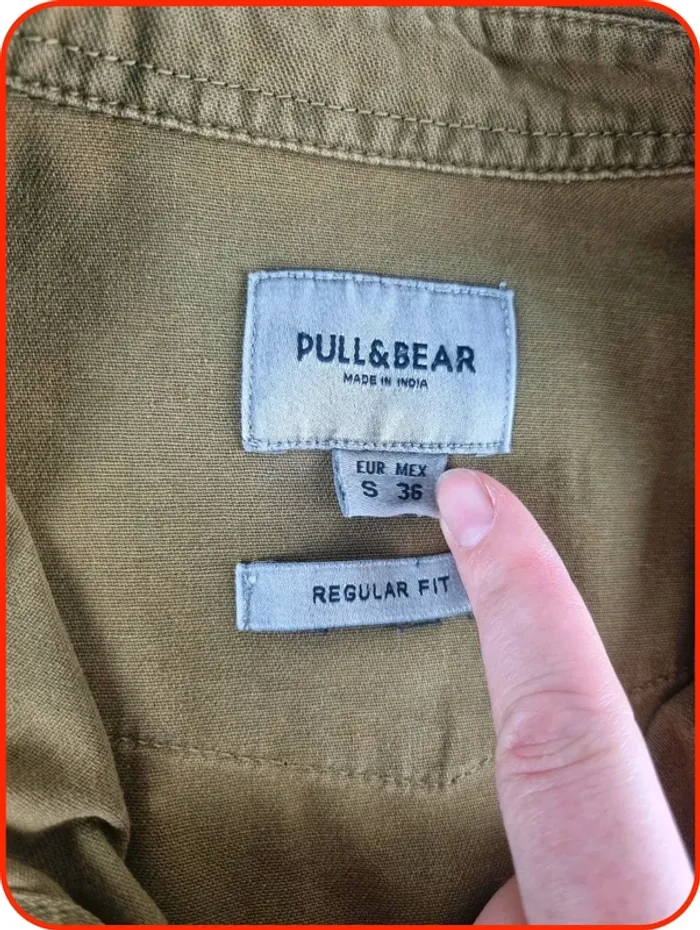 PULL&BEAR
MADE IN INDIA
EUR MEX
S 36
REGULAR FIT